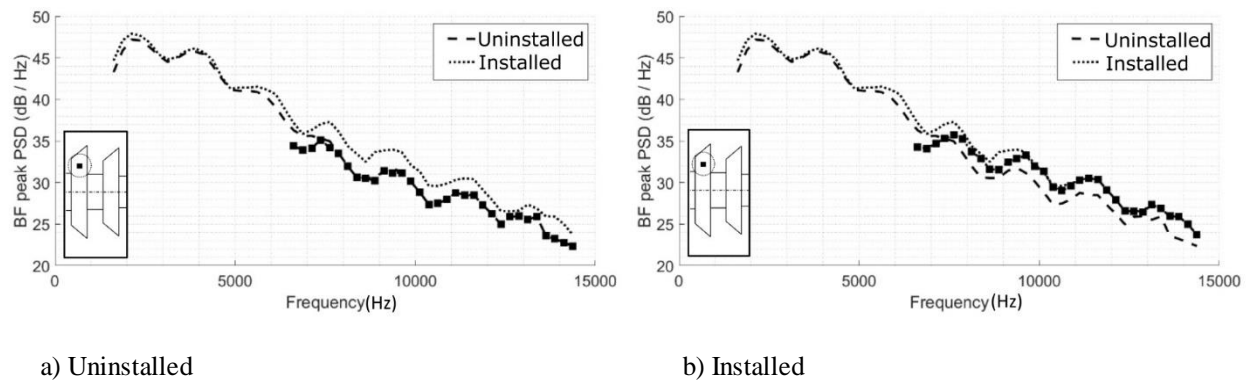 50
45
40
35
30
25
20
BF peak PSD (dB / Hz)
Uninstalled
Installed
0
5000
10000
15000
Frequency(Hz)
50
45
40
35
30
25
20
BF peak PSD (dB / Hz)
Uninstalled
Installed
0
5000
10000
15000
Frequency(Hz)
a) Uninstalled
b) Installed